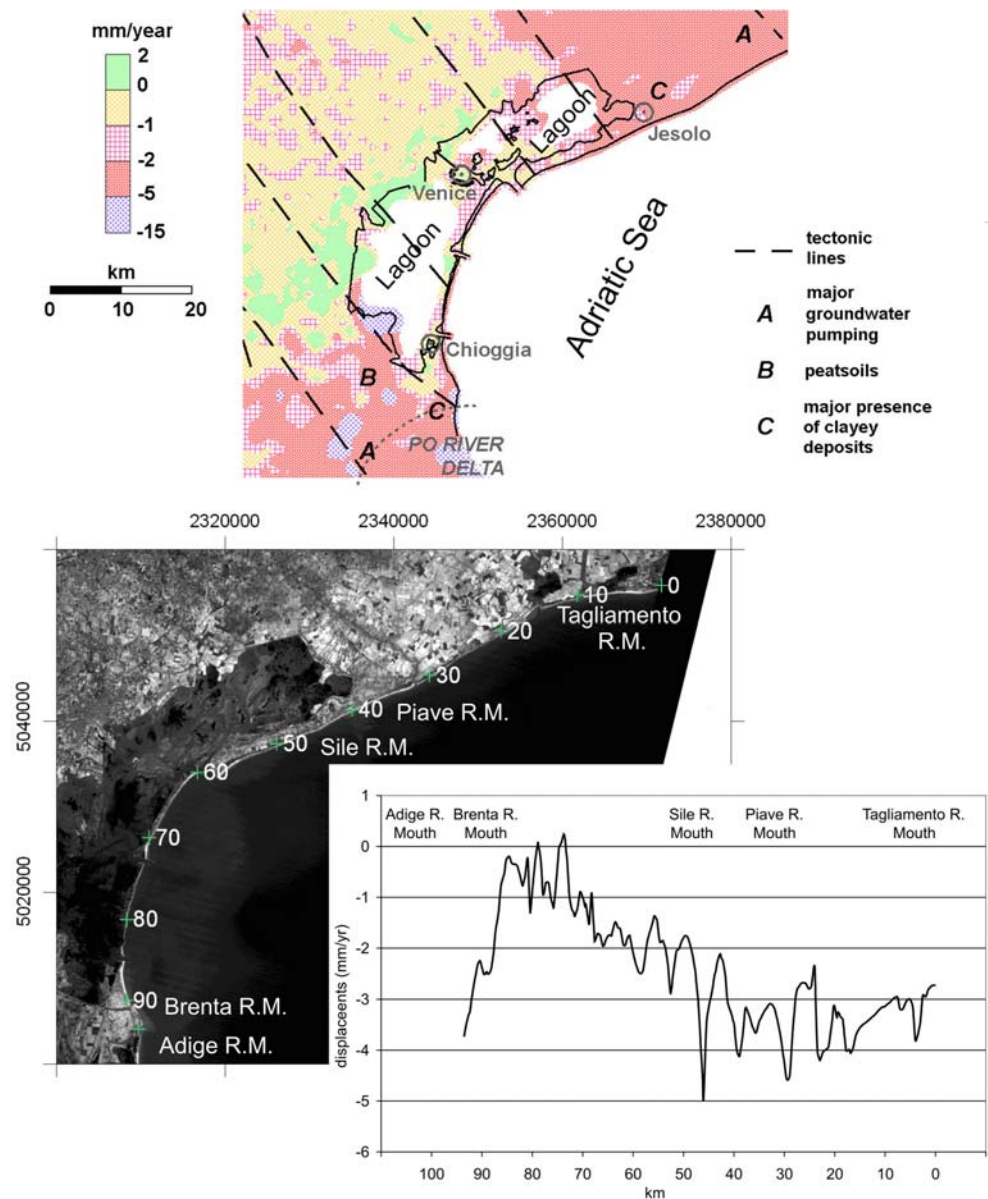 mm/year
2
0
-1
-2
-5
-15
km
0 10 20
A
C
Lagoon
Jesolo
Venice
Lagoon
Adriatic Sea
Chioggia
B
C
A
PO RIVER
DELTA
tectonic
lines
A
major
groundwater
pumping
B
peatsoils
C
major presence
of clayey
deposits
2320000 2340000 2360000 2380000
5040000
5020000
0
10
Tagliamento
R.M.
20
30
40
Piave R.M.
50
Sile R.M.
60
70
80
90
Brenta R.M.
Adige R.M.
displaceents (mm/yr)
1
0
-1
-2
-3
-4
-5
-6
Adige R.
Mouth
Brenta R.
Mouth
Sile R.
Mouth
Piave R.
Mouth
Tagliamento R.
Mouth
100 90 80 70 60 50 40 30 20 10 0
km